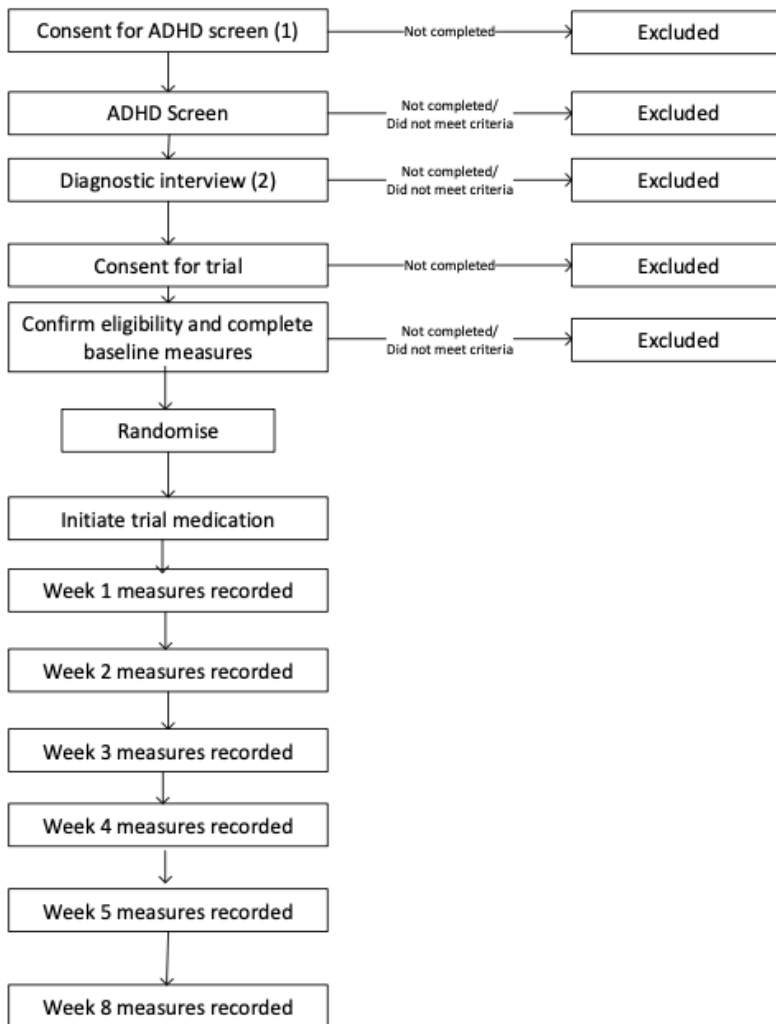 Consent for ADHD screen (1)
Not completed
Excluded
ADHD Screen
Not completed/
Did not meet criteria
Excluded
Diagnostic interview (2)
Not completed/
Did not meet criteria
Excluded
Consent for trial
Not completed
Excluded
Confirm eligibility and complete
baseline measures
Not completed/
Did not meet criteria
Excluded
Randomise
Initiate trial medication
Week 1 measures recorded
Week 2 measures recorded
Week 3 measures recorded
Week 4 measures recorded
Week 5 measures recorded
Week 8 measures recorded